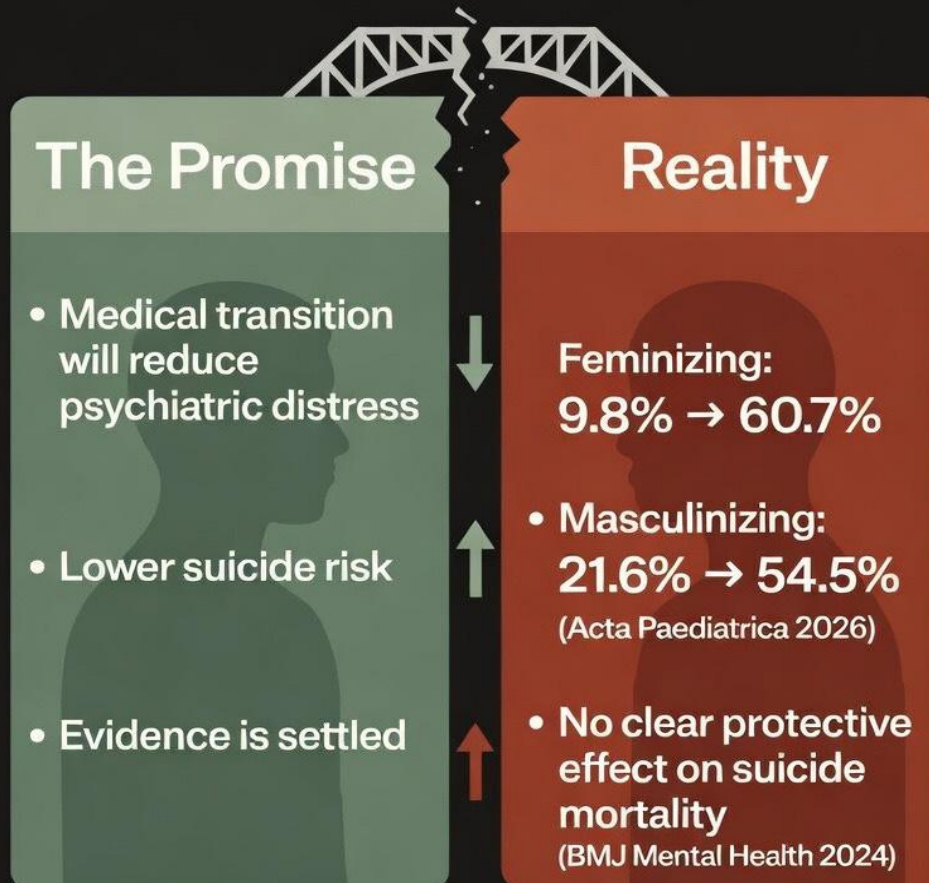 The Promise
• Medical transition
will reduce
psychiatric distress
• Lower suicide risk
• Evidence is settled
Reality
Feminizing:
9.8% → 60.7%
• Masculinizing:
21.6% → 54.5%
(Acta Paediatrica 2026)
• No clear protective
effect on suicide
mortality
(BMJ Mental Health 2024)